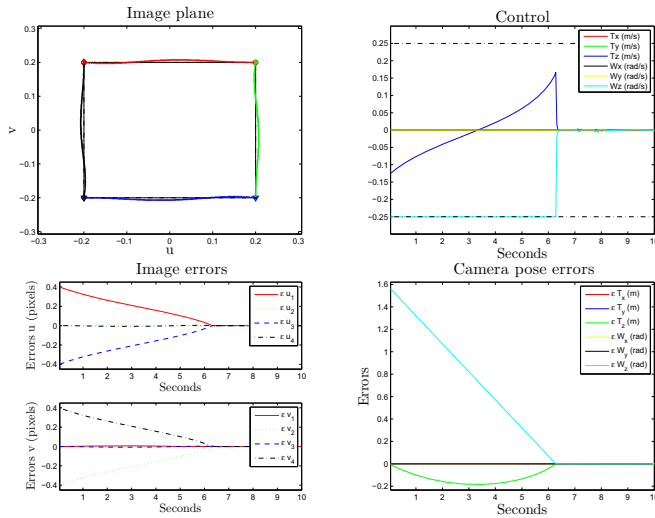 Image plane
0.3
0.2
0.1
0
-0.1
-0.2
-0.3
v
-0.3
-0.2
-0.1
0
0.1
0.2
0.3
u
Control
0.25
0.2
0.15
0.1
0.05
0
-0.05
-0.1
-0.15
-0.2
-0.25
Tx (m/s)
Ty (m/s)
Tz (m/s)
Wx (rad/s)
Wy (rad/s)
Wz (rad/s)
1 2 3 4 5 6 7 8 9 10
Seconds
Image errors
Errors u (pixels)
0.4
0.2
0
-0.2
-0.4
ε u1
ε u2
ε u3
ε u4
1 2 3 4 5 6 7 8 9 10
Seconds
Errors v (pixels)
0.4
0.2
0
-0.2
-0.4
ε v1
ε v2
ε v3
ε v4
1 2 3 4 5 6 7 8 9 10
Seconds
Camera pose errors
Errors
1.6
1.4
1.2
1
0.8
0.6
0.4
0.2
0
-0.2
ε Tx (m)
ε Ty (m)
ε Tz (m)
ε Wx (rad)
ε Wy (rad)
ε Wz (rad)
1 2 3 4 5 6 7 8 9 10
Seconds